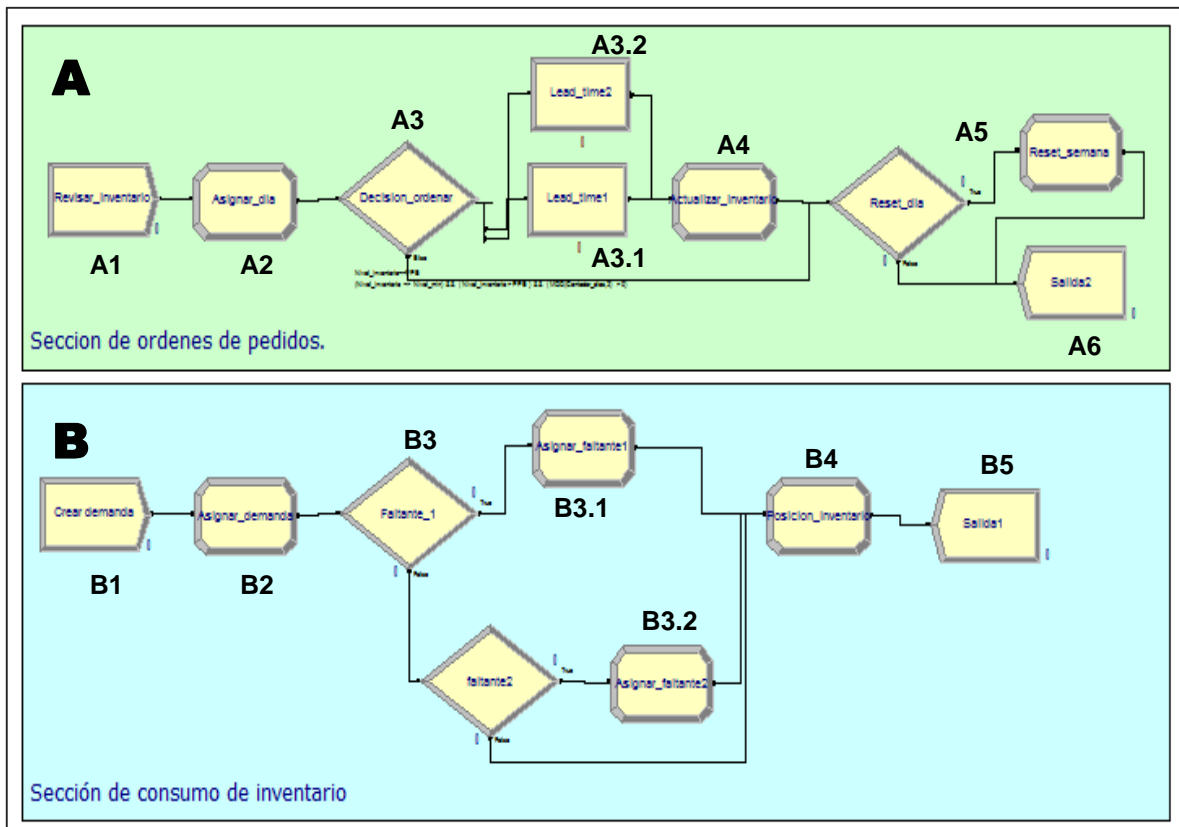 A
A3.2
Lead_time2
A3
A4
A5
Reset_semana
Revisar_inventario
Asignar_dia
Decision_ordenar
Lead_time1
Actualizar_inventario
Reset_dia
True
A1
A2
A3.1
Else
False
Salida2
A6
Seccion de ordenes de pedidos.
B
B3
Asignar_faltante1
B4
B5
True
B3.1
Crear demanda
Asignar_demanda
Faltante_1
Posicion_inventario
Salida1
B1
B2
False
B3.2
True
faltante2
Asignar_faltante2
False
Sección de consumo de inventario